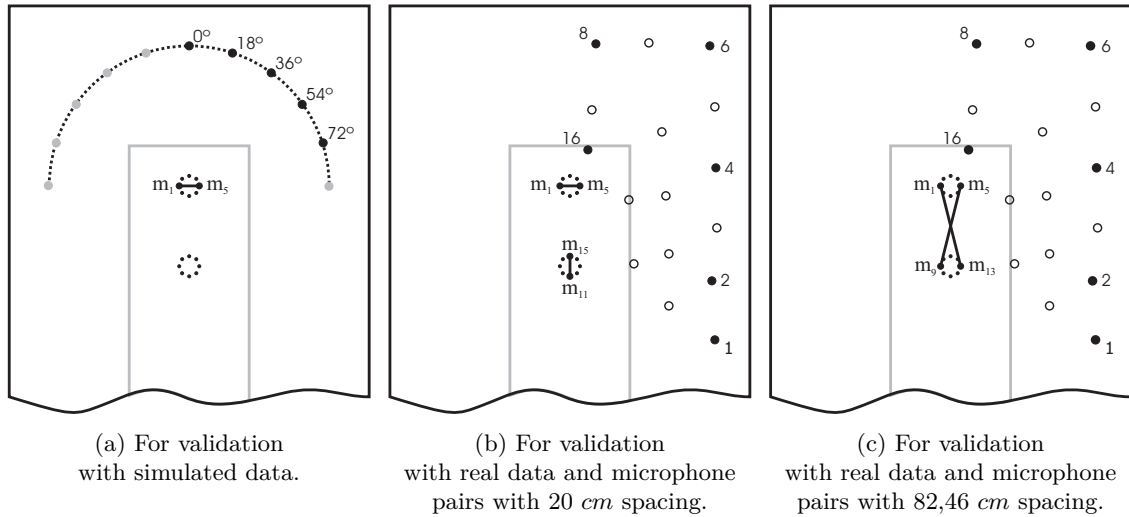 0°
18°
36°
54°
72°
m1 m5
(a) For validation
with simulated data.
8
6
16
4
m1 m5
m15
m11
2
1
(b) For validation
with real data and microphone
pairs with 20 cm spacing.
8
6
16
4
m1 m5
m9 m13
2
1
(c) For validation
with real data and microphone
pairs with 82,46 cm spacing.